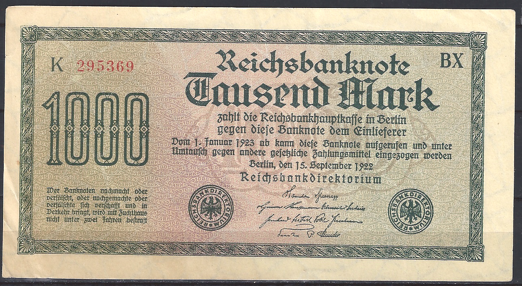 K 295369
Reichsbanknote
BX
1000
Tausend Mark
zahlt die Reichsbankhauptkasse in Berlin
gegen diese Banknote dem Einlieferer
Vom 1. Januar 1923 ab kann diese Banknote aufgerufen und unter
Umtausch gegen andere gesetzliche Zahlungsmittel eingezogen werden
Berlin, den 15. September 1922
Reichsbankdirektorium
Wer Banknoten nachmacht oder
verfälscht, oder nachgemachte oder
verfälschte sich verschafft und in
Verkehr bringt, wird mit Zuchthaus
nicht unter zwei Jahren bestraft